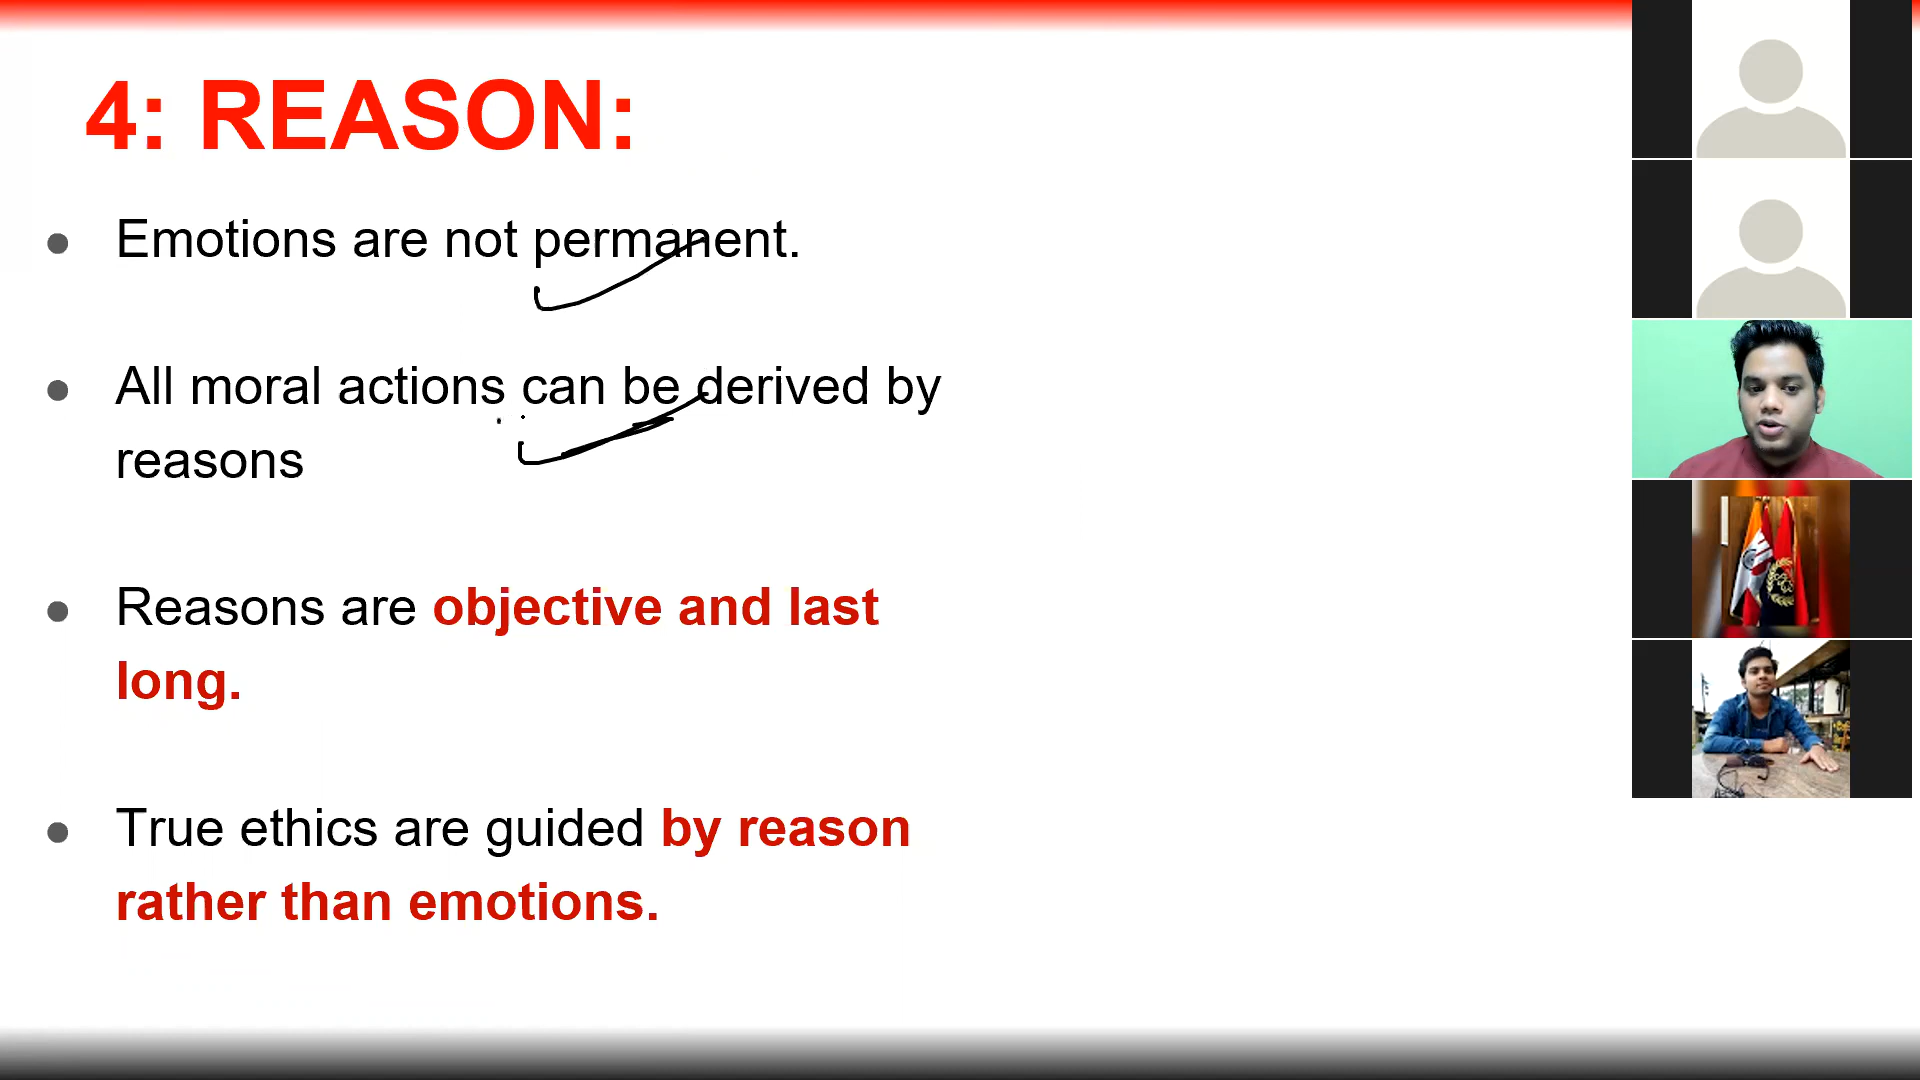 4: REASON:
Emotions are not permanent.
All moral actions can be derived by
reasons
Reasons are objective and last
long.
True ethics are guided by reason
rather than emotions.